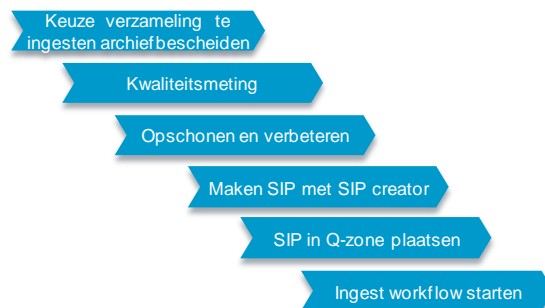 Keuze verzameling te
ingesten archiefbescheiden
Kwaliteitsmeting
Opschonen en verbeteren
Maken SIP met SIP creator
SIP in Q-zone plaatsen
Ingest workflow starten